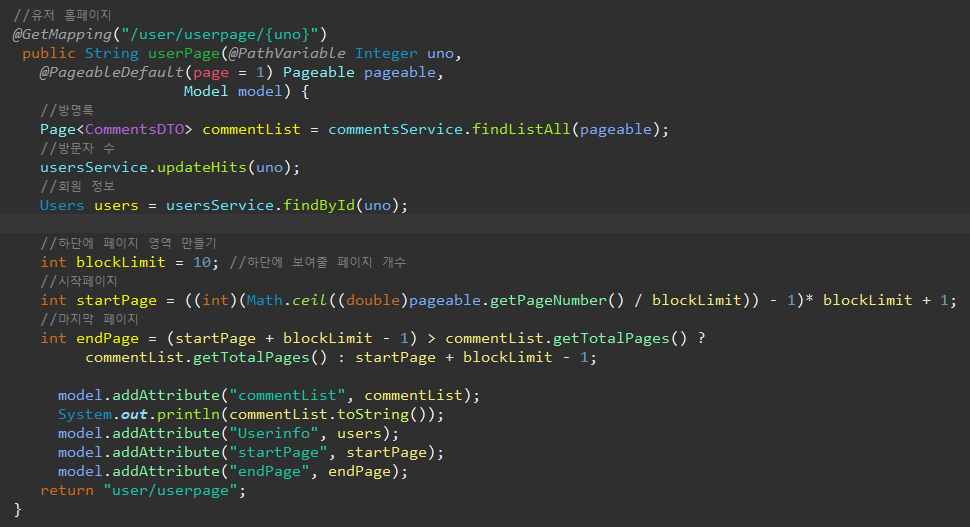 //유저 홈페이지
@GetMapping("/user/userpage/{uno}")
public String userPage(@PathVariable Integer uno,
@PageableDefault(page = 1) Pageable pageable,
Model model) {
//방명록
Page<CommentsDTO> commentList = commentsService.findListAll(pageable);
//방문자 수
usersService.updateHits(uno);
//회원 정보
Users users = usersService.findById(uno);
//하단에 페이지 영역 만들기
int blockLimit = 10; //하단에 보여줄 페이지 개수
//시작페이지
int startPage = ((int)(Math.ceil((double)pageable.getPageNumber() / blockLimit)) - 1)* blockLimit + 1;
//마지막 페이지
int endPage = (startPage + blockLimit - 1) > commentList.getTotalPages() ?
commentList.getTotalPages() : startPage + blockLimit - 1;
model.addAttribute("commentList", commentList);
System.out.println(commentList.toString());
model.addAttribute("Userinfo", users);
model.addAttribute("startPage", startPage);
model.addAttribute("endPage", endPage);
return "user/userpage";
}